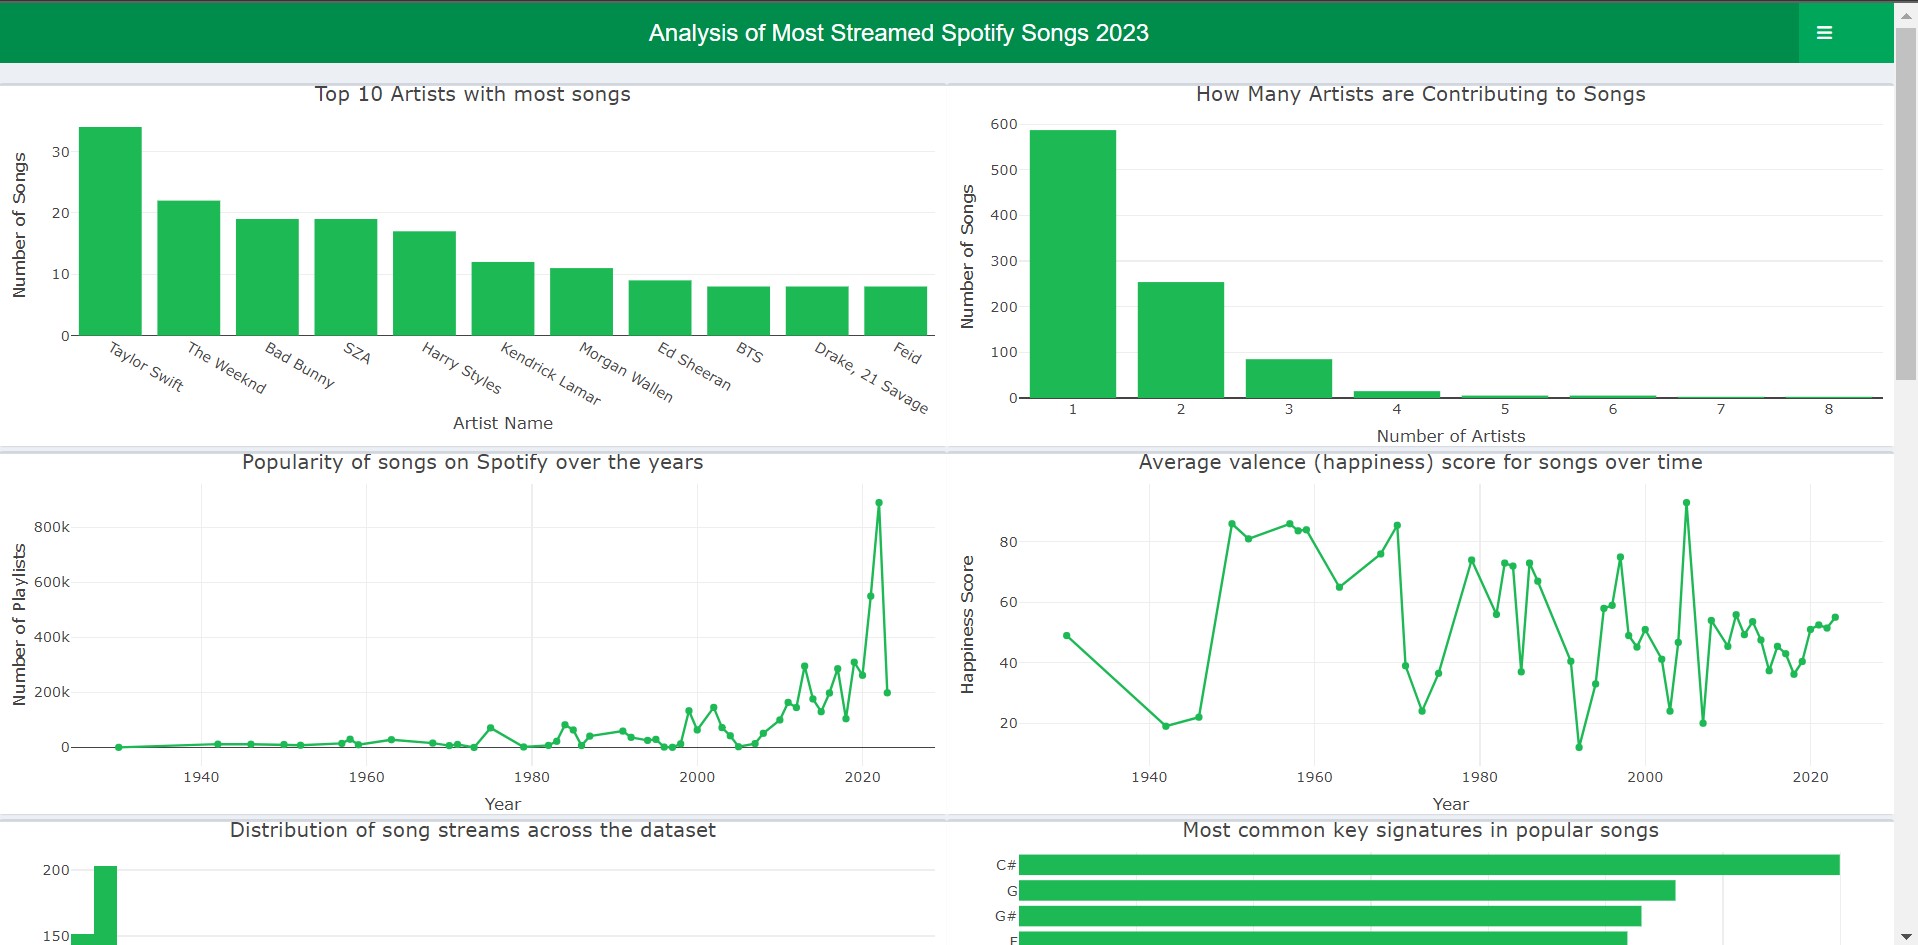 Analysis of Most Streamed Spotify Songs 2023
Top 10 Artists with most songs
Number of Songs
30
20
10
0
Taylor Swift
The Weeknd
Bad Bunny
SZA
Harry Styles
Kendrick Lamar
Morgan Wallen
Ed Sheeran
BTS
Drake, 21 Savage
Feid
Artist Name
How Many Artists are Contributing to Songs
Number of Songs
600
500
400
300
200
100
0
1 2 3 4 5 6 7 8
Number of Artists
Popularity of songs on Spotify over the years
Number of Playlists
800k
600k
400k
200k
0
1940 1960 1980 2000 2020
Year
Average valence (happiness) score for songs over time
Happiness Score
80
60
40
20
1940 1960 1980 2000 2020
Year
Distribution of song streams across the dataset
200
150
Most common key signatures in popular songs
C#
G
G#